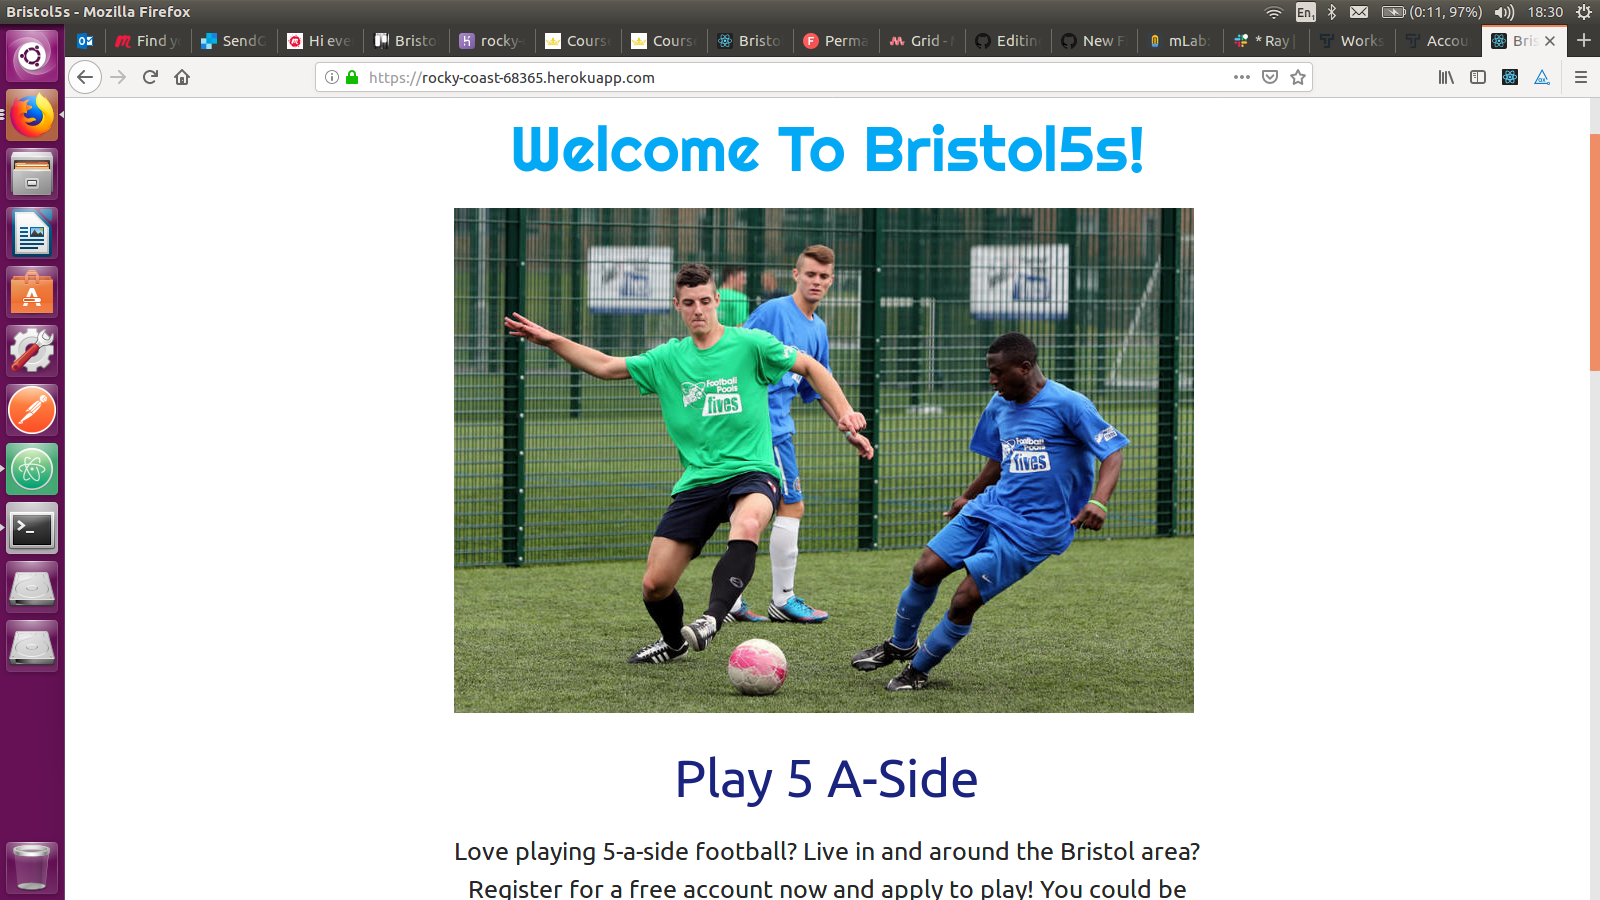 Bristol5s - Mozilla Firefox
En1
(0:11, 97%)
18:30
Find y
SendG
Hi eve
Bristo
rocky-
Cours
Cours
Bristo
Perma
Grid - M
Editin
New F
mLab:
* Ray |
Works
Accou
Bris
https://rocky-coast-68365.herokuapp.com
Welcome To Bristol5s!
Football
Pools
fives
Football
Pools
fives
Play 5 A-Side
Love playing 5-a-side football? Live in and around the Bristol area?
Register for a free account now and apply to play! You could be